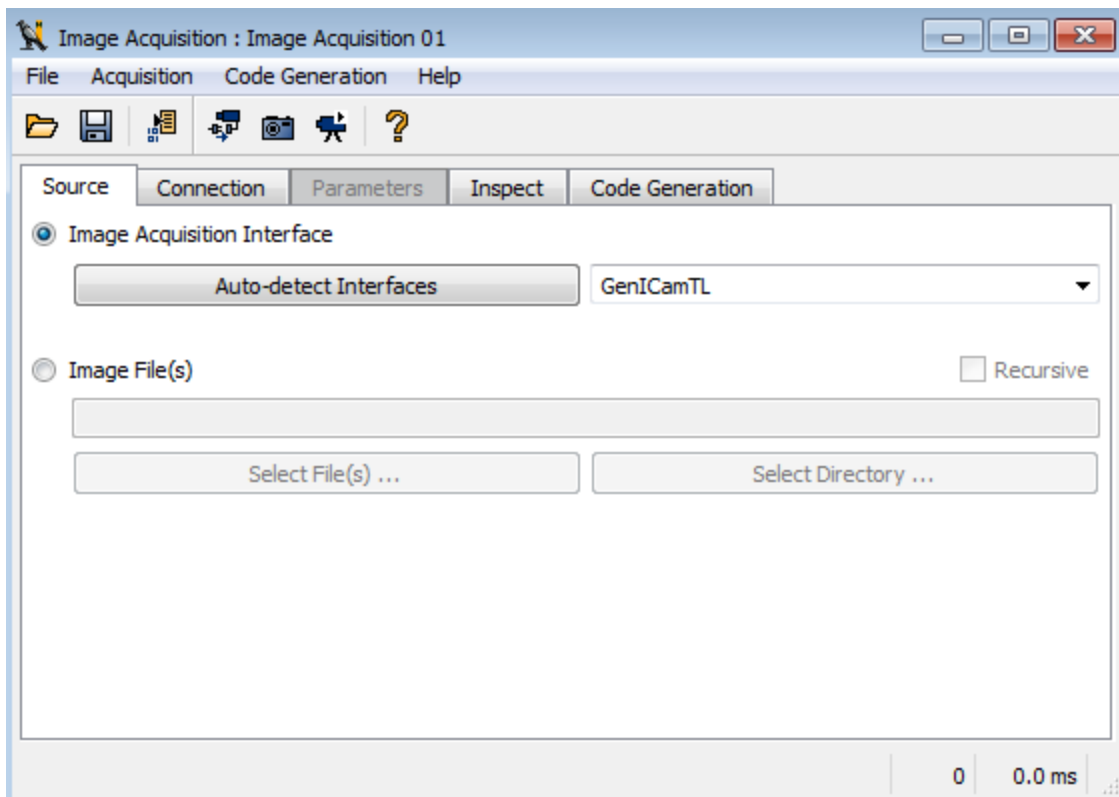 Image Acquisition : Image Acquisition 01
File Acquisition Code Generation Help
Source Connection Parameters Inspect Code Generation
Image Acquisition Interface
Auto-detect Interfaces GenICamTL
Image File(s) Recursive
Select File(s) ... Select Directory ...
0 0.0 ms